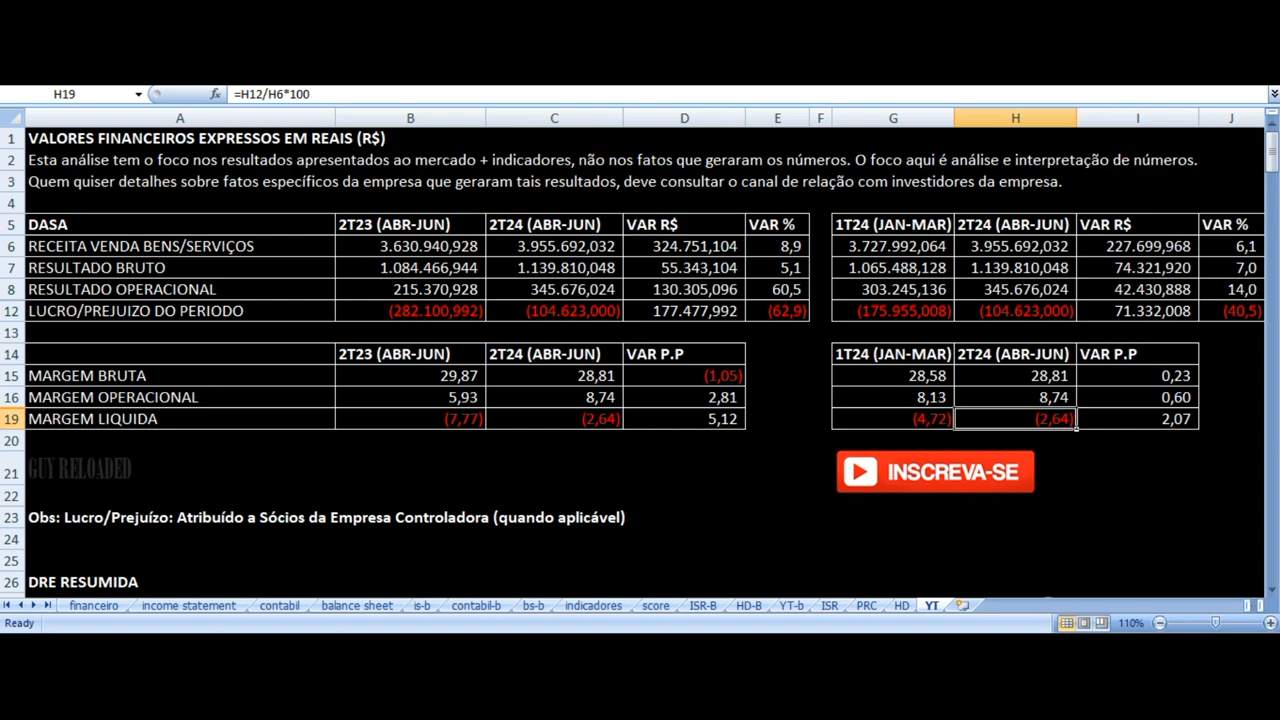 H19 fx =H12/H6*100
A B C D E F G H I J
1 VALORES FINANCEIROS EXPRESSOS EM REAIS (R$)
2 Esta análise tem o foco nos resultados apresentados ao mercado + indicadores, não nos fatos que geraram os números. O foco aqui é análise e interpretação de números.
3 Quem quiser detalhes sobre fatos específicos da empresa que geraram tais resultados, deve consultar o canal de relação com investidores da empresa.
4
5 DASA 2T23 (ABR-JUN) 2T24 (ABR-JUN) VAR R$ VAR % 1T24 (JAN-MAR) 2T24 (ABR-JUN) VAR R$ VAR %
6 RECEITA VENDA BENS/SERVIÇOS 3.630.940,928 3.955.692,032 324.751,104 8,9 3.727.992,064 3.955.692,032 227.699,968 6,1
7 RESULTADO BRUTO 1.084.466,944 1.139.810,048 55.343,104 5,1 1.065.488,128 1.139.810,048 74.321,920 7,0
8 RESULTADO OPERACIONAL 215.370,928 345.676,024 130.305,096 60,5 303.245,136 345.676,024 42.430,888 14,0
12 LUCRO/PREJUIZO DO PERIODO (282.100,992) (104.623,000) 177.477,992 (62,9) (175.955,008) (104.623,000) 71.332,008 (40,5)
13
14 2T23 (ABR-JUN) 2T24 (ABR-JUN) VAR P.P 1T24 (JAN-MAR) 2T24 (ABR-JUN) VAR P.P
15 MARGEM BRUTA 29,87 28,81 (1,05) 28,58 28,81 0,23
16 MARGEM OPERACIONAL 5,93 8,74 2,81 8,13 8,74 0,60
19 MARGEM LIQUIDA (7,77) (2,64) 5,12 (4,72) (2,64) 2,07
20
21 GUY RELOADED INSCREVA-SE
22
23 Obs: Lucro/Prejuízo: Atribuído a Sócios da Empresa Controladora (quando aplicável)
24
25
26 DRE RESUMIDA
financeiro income statement contabil balance sheet is-b contabil-b bs-b indicadores score ISR-B HD-B YT-b ISR PRC HD YT
Ready 110%